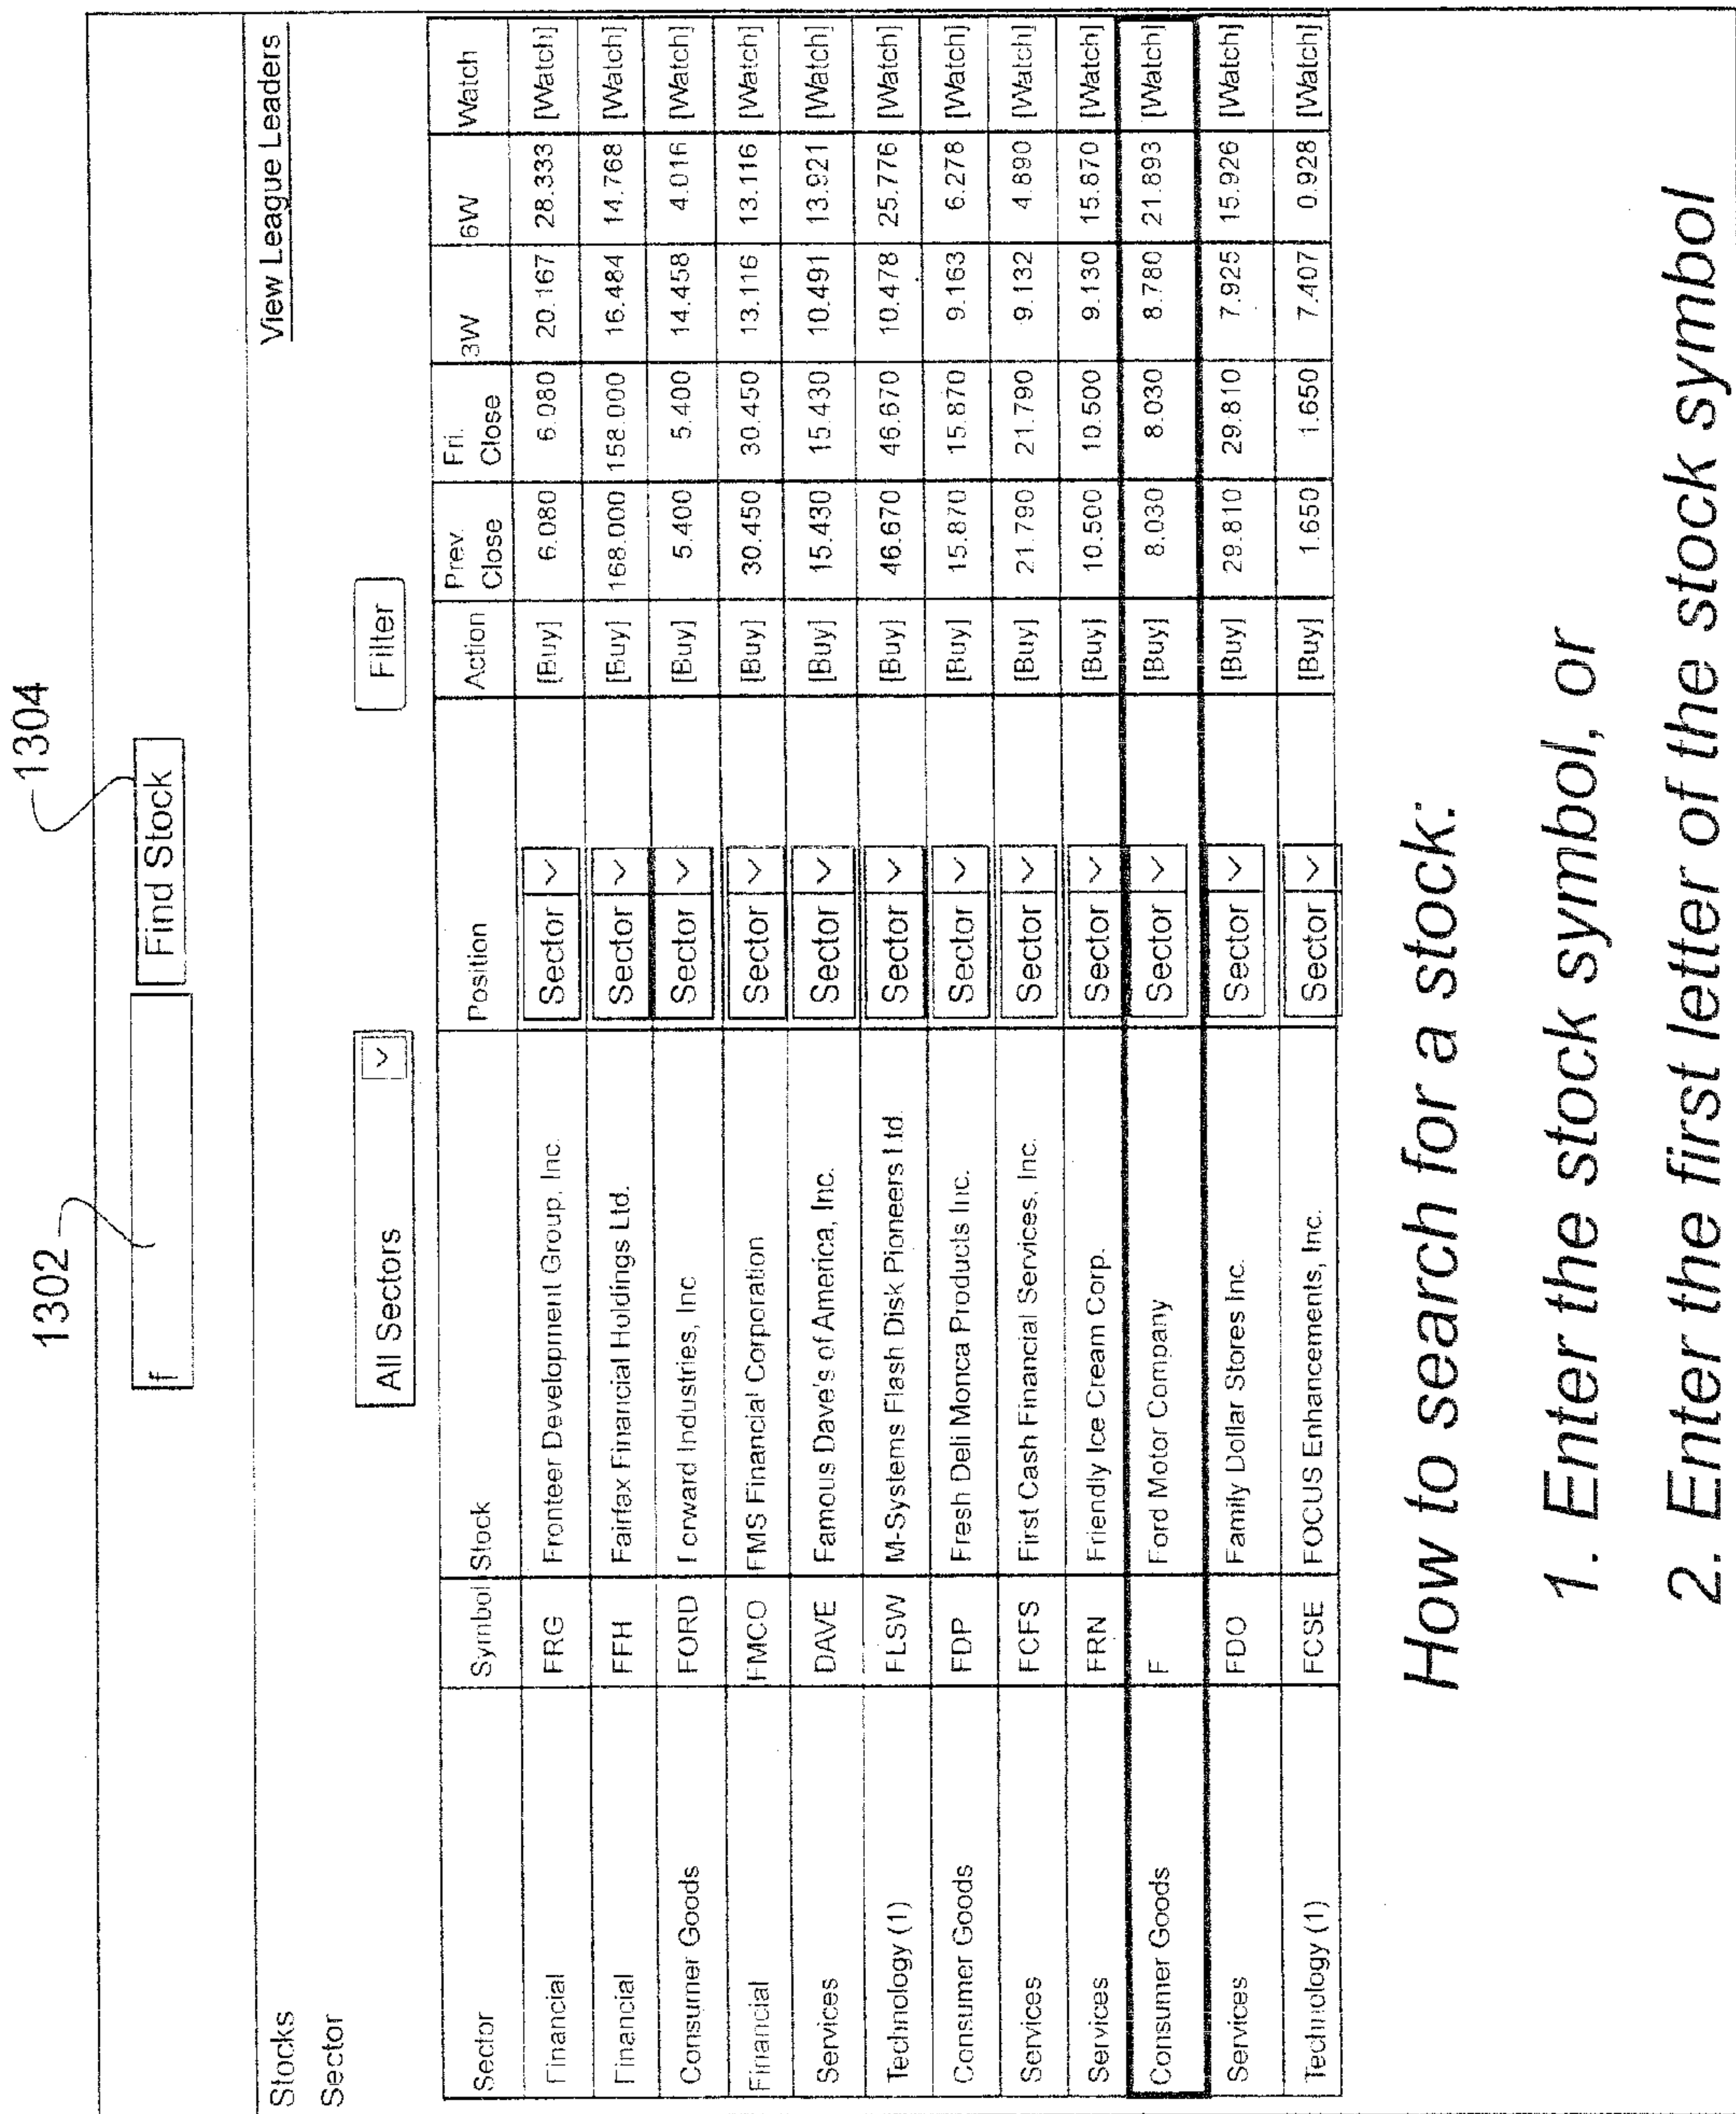 1302 1304
f Find Stock
Stocks View League Leaders
Sector
All Sectors Filter
Sector Symbol Stock Position Action Prev. Close Fri. Close 3W 6W Watch
Financial FRG Fronteer Development Group, Inc. Sector [Buy] 6.080 6.080 20.167 28.333 [Watch]
Financial FFH Fairfax Financial Holdings Ltd. Sector [Buy] 168.000 158.000 16.484 14.768 [Watch]
Consumer Goods FORD Forward Industries, Inc Sector [Buy] 5.400 5.400 14.458 4.016 [Watch]
Financial FMCO FMS Financial Corporation Sector [Buy] 30.450 30.450 13.116 13.116 [Watch]
Services DAVE Famous Dave's of America, Inc. Sector [Buy] 15.430 15.430 10.491 13.921 [Watch]
Technology (1) FLSW M-Systems Flash Disk Pioneers Ltd. Sector [Buy] 46.670 46.670 10.478 25.776 [Watch]
Consumer Goods FDP Fresh Deli Monca Products Inc. Sector [Buy] 15.870 15.870 9.163 6.278 [Watch]
Services FCFS First Cash Financial Services, Inc. Sector [Buy] 21.790 21.790 9.132 4.890 [Watch]
Services FRN Friendly Ice Cream Corp. Sector [Buy] 10.500 10.500 9.130 15.870 [Watch]
Consumer Goods F Ford Motor Company Sector [Buy] 8.030 8.030 8.780 21.893 [Watch]
Services FDO Family Dollar Stores Inc. Sector [Buy] 29.810 29.810 7.925 15.926 [Watch]
Technology (1) FCSE FOCUS Enhancements, Inc. Sector [Buy] 1.650 1.650 7.407 0.928 [Watch]
How to search for a stock:
1. Enter the stock symbol, or
2. Enter the first letter of the stock symbol